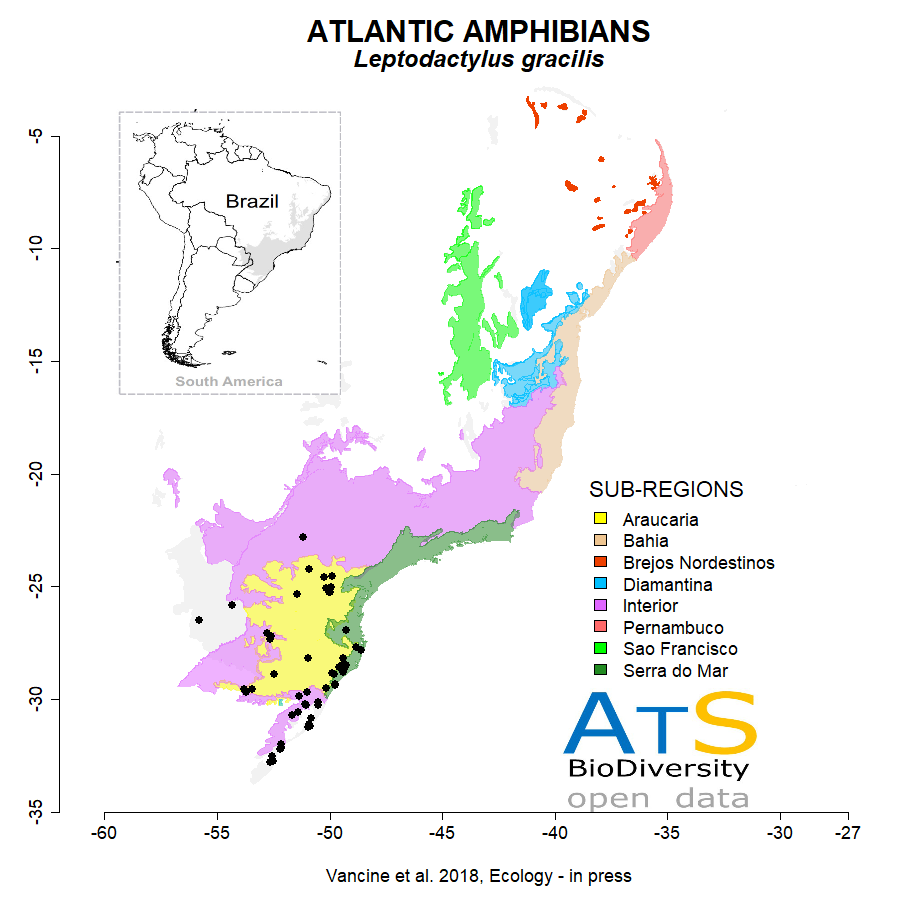 ATLANTIC AMPHIBIANS
Leptodactylus gracilis
Brazil
South America
-5
-10
-15
-20
-25
-30
-35
SUB-REGIONS
Araucaria
Bahia
Brejos Nordestinos
Diamantina
Interior
Pernambuco
Sao Francisco
Serra do Mar
ATS
BioDiversity
open data
-60
-55
-50
-45
-40
-35
-30
-27
Vancine et al. 2018, Ecology - in press